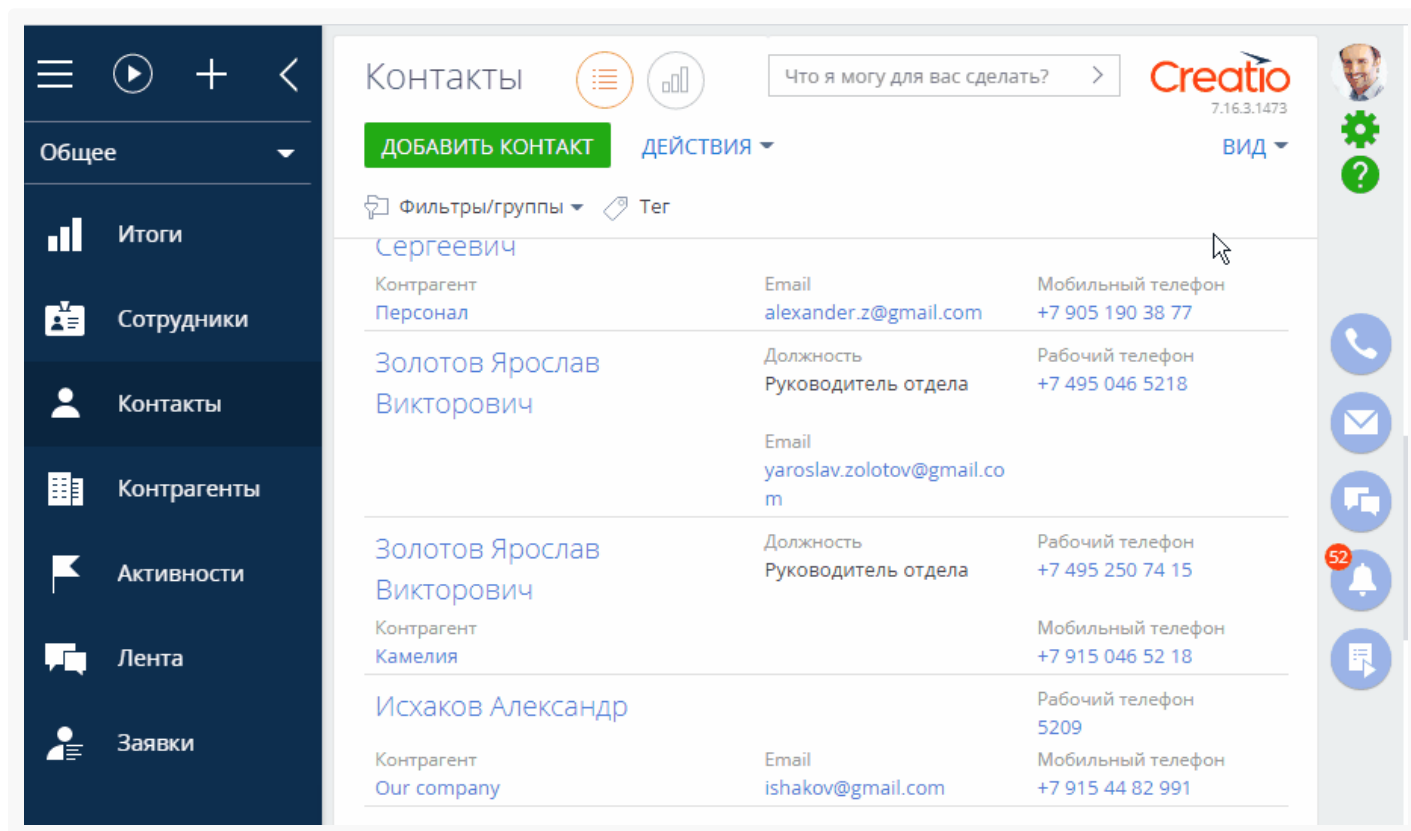 Контакты
Что я могу для вас сделать?
Creatio
7.16.3.1473
Общее
ДОБАВИТЬ КОНТАКТ
ДЕЙСТВИЯ
ВИД
Фильтры/группы
Тег
Итоги
Сотрудники
Контакты
Контрагенты
Активности
Лента
Заявки
Сергеевич
Контрагент
Email
Мобильный телефон
Персонал
alexander.z@gmail.com
+7 905 190 38 77
Золотов Ярослав
Викторович
Должность
Руководитель отдела
Рабочий телефон
+7 495 046 5218
Email
yaroslav.zolotov@gmail.co
m
Золотов Ярослав
Викторович
Должность
Руководитель отдела
Рабочий телефон
+7 495 250 74 15
Контрагент
Камелия
Мобильный телефон
+7 915 046 52 18
Исхаков Александр
Рабочий телефон
5209
Контрагент
Our company
Email
ishakov@gmail.com
Мобильный телефон
+7 915 44 82 991
?
52